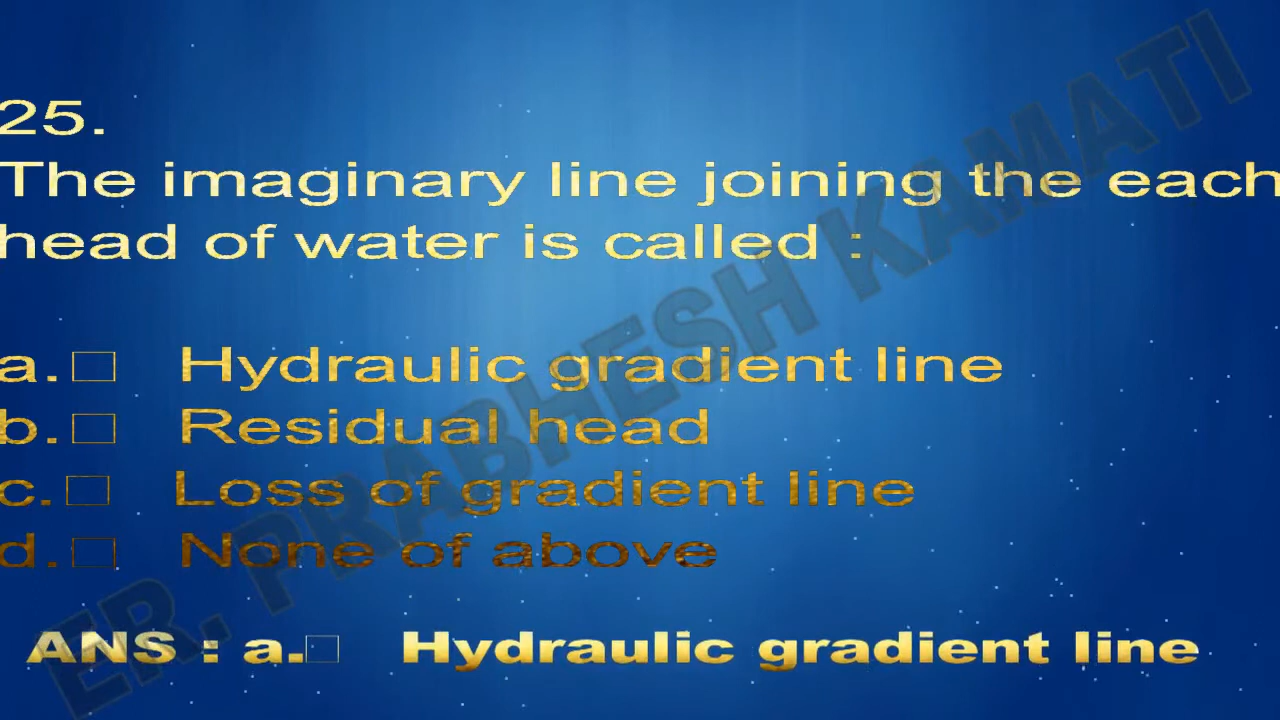 25.
The imaginary line joining the each
head of water is called :
a.□ Hydraulic gradient line
b.□ Residual head
c.□ Loss of gradient line
d.□ None of above
ANS : a.□ Hydraulic gradient line
ER. PRABHESH KAMATI